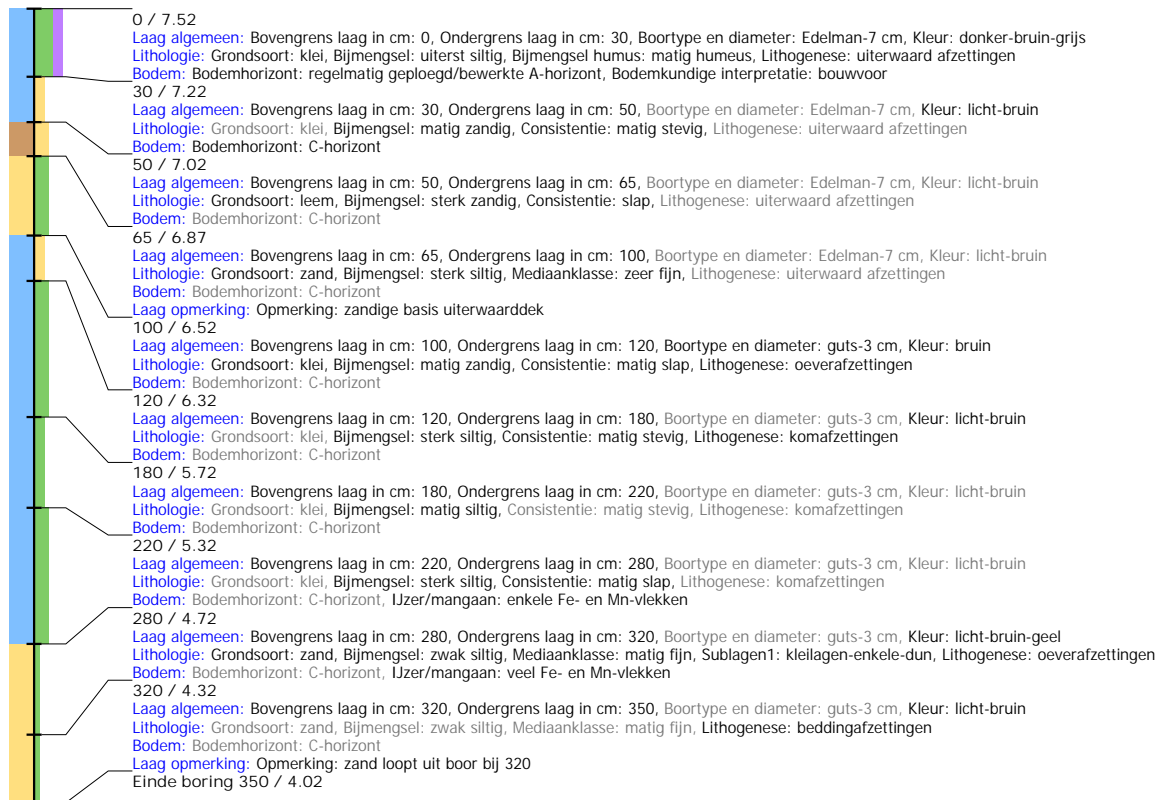 0 / 7.52
Laag algemeen: Bovengrens laag in cm: 0, Ondergrens laag in cm: 30, Boortype en diameter: Edelman-7 cm, Kleur: donker-bruin-grijs
Lithologie: Grondsoort: klei, Bijmengsel: uiterst siltig, Bijmengsel humus: matig humeus, Lithogenese: uiterwaard afzettingen
Bodem: Bodemhorizont: regelmatig geploegd/bewerkte A-horizont, Bodemkundige interpretatie: bouwvoor
30 / 7.22
Laag algemeen: Bovengrens laag in cm: 30, Ondergrens laag in cm: 50, Boortype en diameter: Edelman-7 cm, Kleur: licht-bruin
Lithologie: Grondsoort: klei, Bijmengsel: matig zandig, Consistentie: matig stevig, Lithogenese: uiterwaard afzettingen
Bodem: Bodemhorizont: C-horizont
50 / 7.02
Laag algemeen: Bovengrens laag in cm: 50, Ondergrens laag in cm: 65, Boortype en diameter: Edelman-7 cm, Kleur: licht-bruin
Lithologie: Grondsoort: leem, Bijmengsel: sterk zandig, Consistentie: slap, Lithogenese: uiterwaard afzettingen
Bodem: Bodemhorizont: C-horizont
65 / 6.87
Laag algemeen: Bovengrens laag in cm: 65, Ondergrens laag in cm: 100, Boortype en diameter: Edelman-7 cm, Kleur: licht-bruin
Lithologie: Grondsoort: zand, Bijmengsel: sterk siltig, Mediaanklasse: zeer fijn, Lithogenese: uiterwaard afzettingen
Bodem: Bodemhorizont: C-horizont
Laag opmerking: Opmerking: zandige basis uiterwaarddek
100 / 6.52
Laag algemeen: Bovengrens laag in cm: 100, Ondergrens laag in cm: 120, Boortype en diameter: guts-3 cm, Kleur: bruin
Lithologie: Grondsoort: klei, Bijmengsel: matig zandig, Consistentie: matig slap, Lithogenese: oeverafzettingen
Bodem: Bodemhorizont: C-horizont
120 / 6.32
Laag algemeen: Bovengrens laag in cm: 120, Ondergrens laag in cm: 180, Boortype en diameter: guts-3 cm, Kleur: licht-bruin
Lithologie: Grondsoort: klei, Bijmengsel: sterk siltig, Consistentie: matig stevig, Lithogenese: komafzettingen
Bodem: Bodemhorizont: C-horizont
180 / 5.72
Laag algemeen: Bovengrens laag in cm: 180, Ondergrens laag in cm: 220, Boortype en diameter: guts-3 cm, Kleur: licht-bruin
Lithologie: Grondsoort: klei, Bijmengsel: matig siltig, Consistentie: matig stevig, Lithogenese: komafzettingen
Bodem: Bodemhorizont: C-horizont
220 / 5.32
Laag algemeen: Bovengrens laag in cm: 220, Ondergrens laag in cm: 280, Boortype en diameter: guts-3 cm, Kleur: licht-bruin
Lithologie: Grondsoort: klei, Bijmengsel: sterk siltig, Consistentie: matig slap, Lithogenese: komafzettingen
Bodem: Bodemhorizont: C-horizont, IJzer/mangaan: enkele Fe- en Mn-vlekken
280 / 4.72
Laag algemeen: Bovengrens laag in cm: 280, Ondergrens laag in cm: 320, Boortype en diameter: guts-3 cm, Kleur: licht-bruin-geel
Lithologie: Grondsoort: zand, Bijmengsel: zwak siltig, Mediaanklasse: matig fijn, Sublagen1: kleilagen-enkele-dun, Lithogenese: oeverafzettingen
Bodem: Bodemhorizont: C-horizont, IJzer/mangaan: veel Fe- en Mn-vlekken
320 / 4.32
Laag algemeen: Bovengrens laag in cm: 320, Ondergrens laag in cm: 350, Boortype en diameter: guts-3 cm, Kleur: licht-bruin
Lithologie: Grondsoort: zand, Bijmengsel: zwak siltig, Mediaanklasse: matig fijn, Lithogenese: beddingafzettingen
Bodem: Bodemhorizont: C-horizont
Laag opmerking: Opmerking: zand loopt uit boor bij 320
Einde boring 350 / 4.02